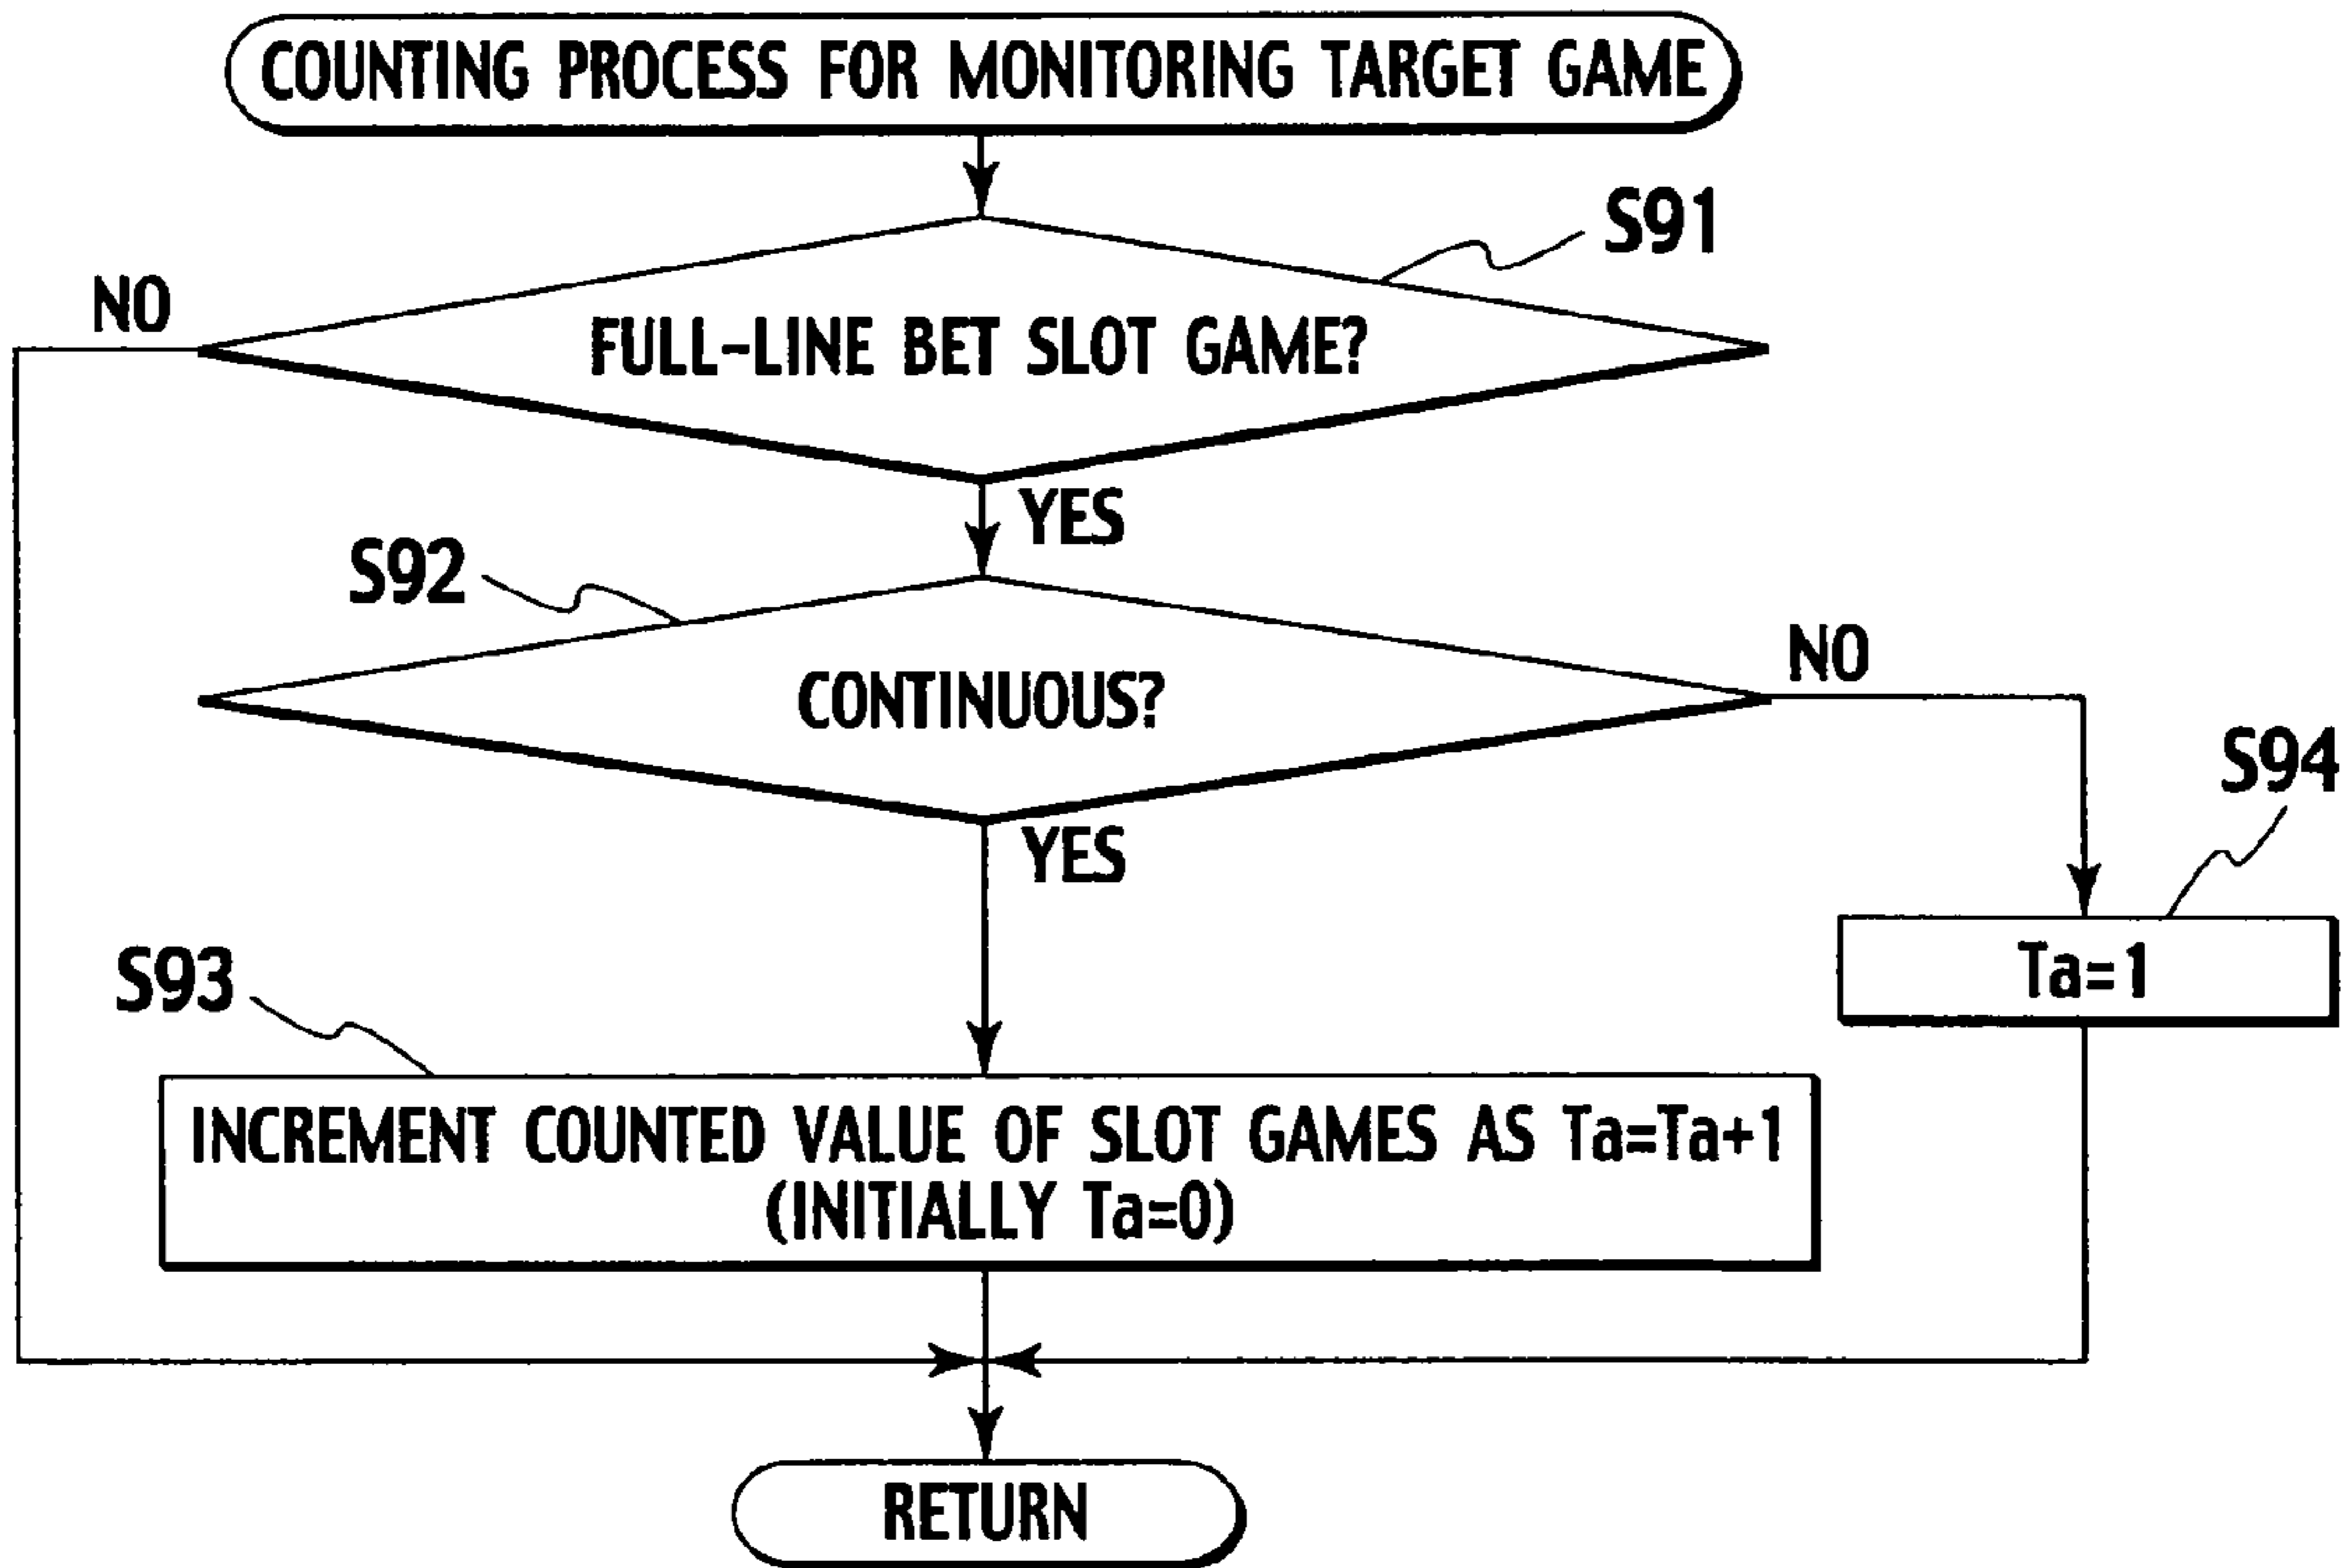 COUNTING PROCESS FOR MONITORING TARGET GAME
S91
NO
FULL-LINE BET SLOT GAME?
YES
S92
NO
CONTINUOUS?
S94
YES
Ta=1
S93
INCREMENT COUNTED VALUE OF SLOT GAMES AS Ta=Ta+1
(INITIALLY Ta=0)
RETURN